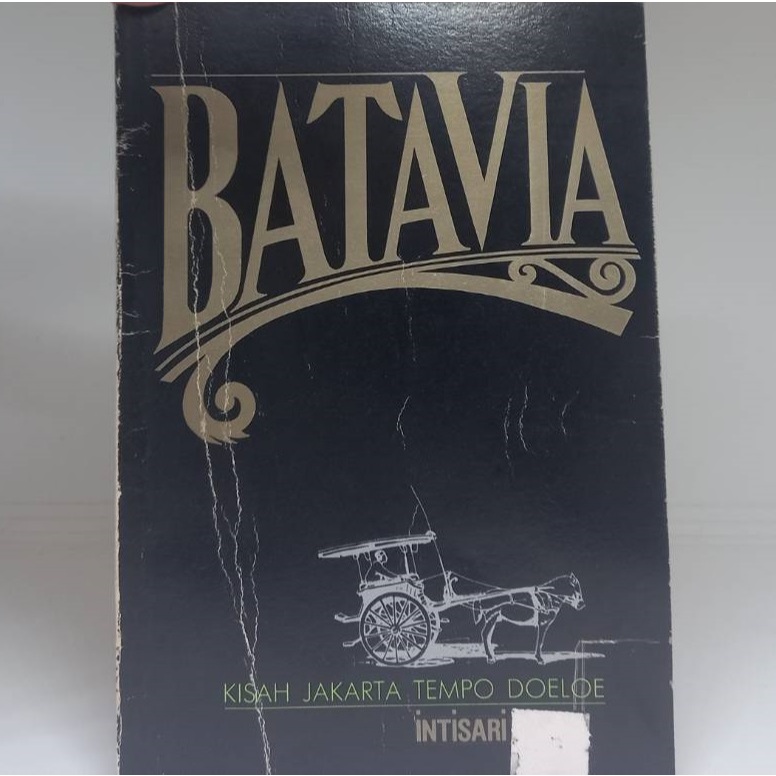 BATAVIA
KISAH JAKARTA TEMPO DOELOE
intisari